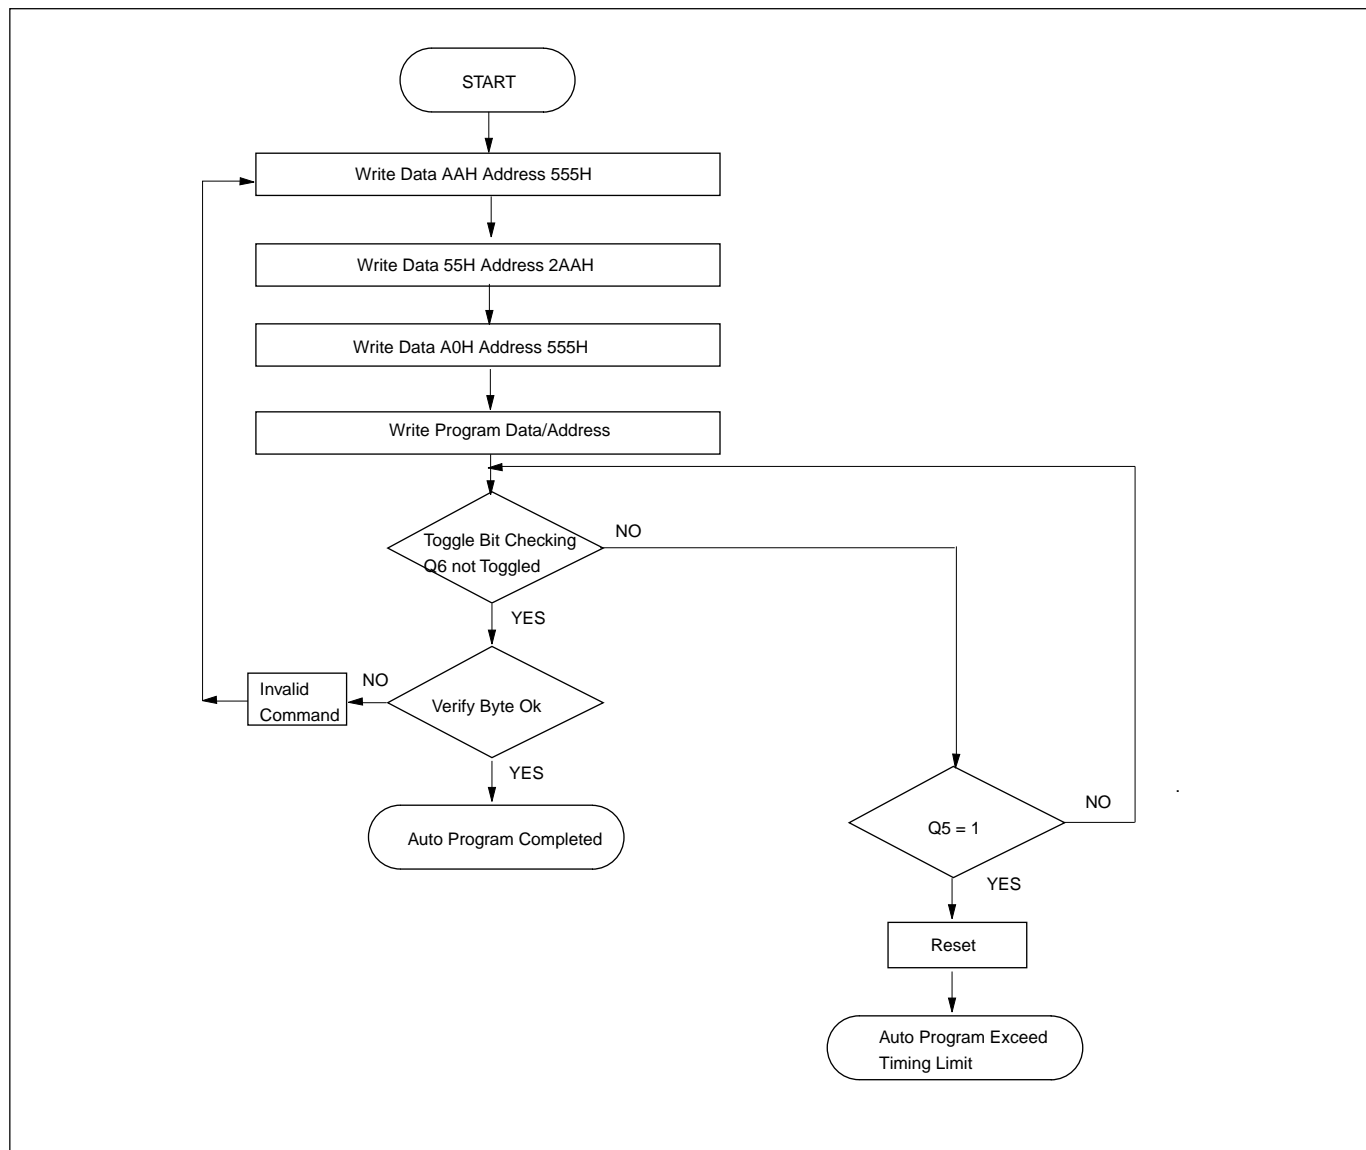 START
Write Data AAH Address 555H
Write Data 55H Address 2AAH
Write Data A0H Address 555H
Write Program Data/Address
Toggle Bit Checking
Q6 not Toggled
NO
YES
Invalid
Command
NO
Verify Byte Ok
YES
Auto Program Completed
Q5 = 1
NO
.
YES
Reset
Auto Program Exceed
Timing Limit